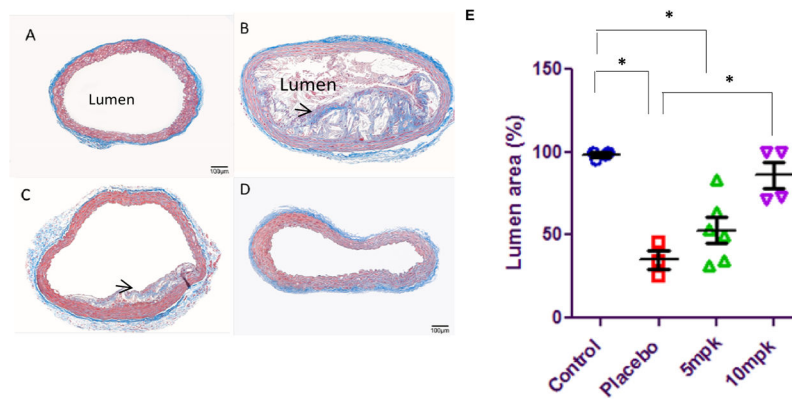 A
Lumen
100µm
B
Lumen
C
D
100µm
E
*
*
*
150
100
50
0
Lumen area (%)
Control
Placebo
5mpk
10mpk